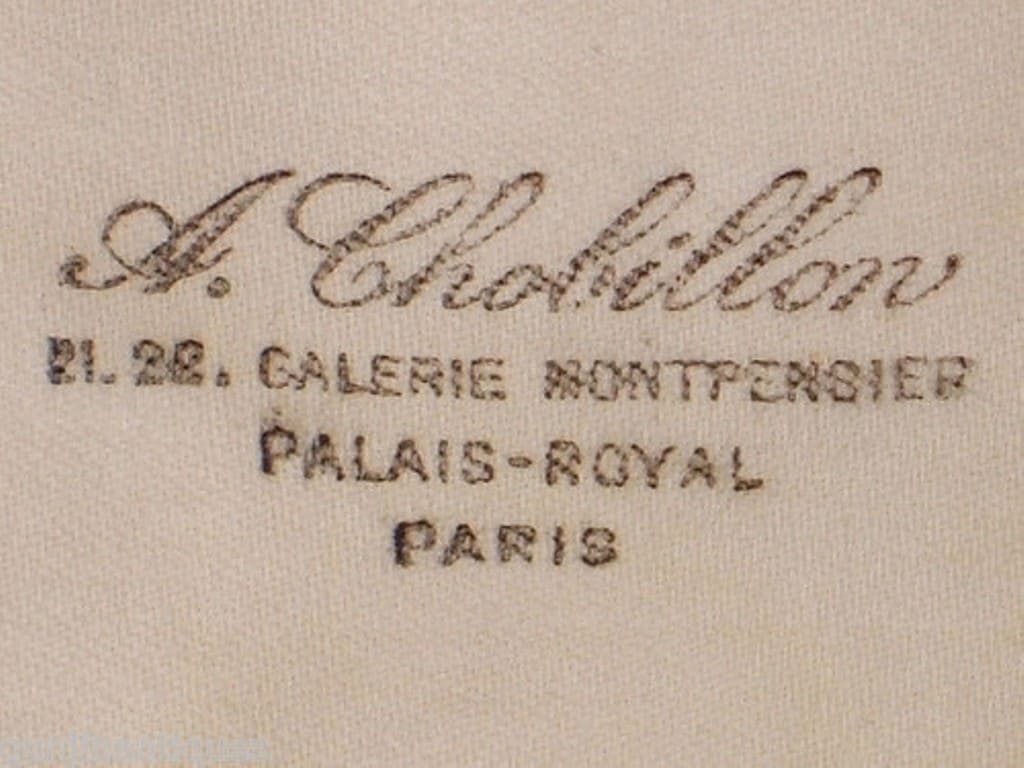 A. Chobillon
21. 22. GALERIE MONTPENSIER
PALAIS-ROYAL
PARIS